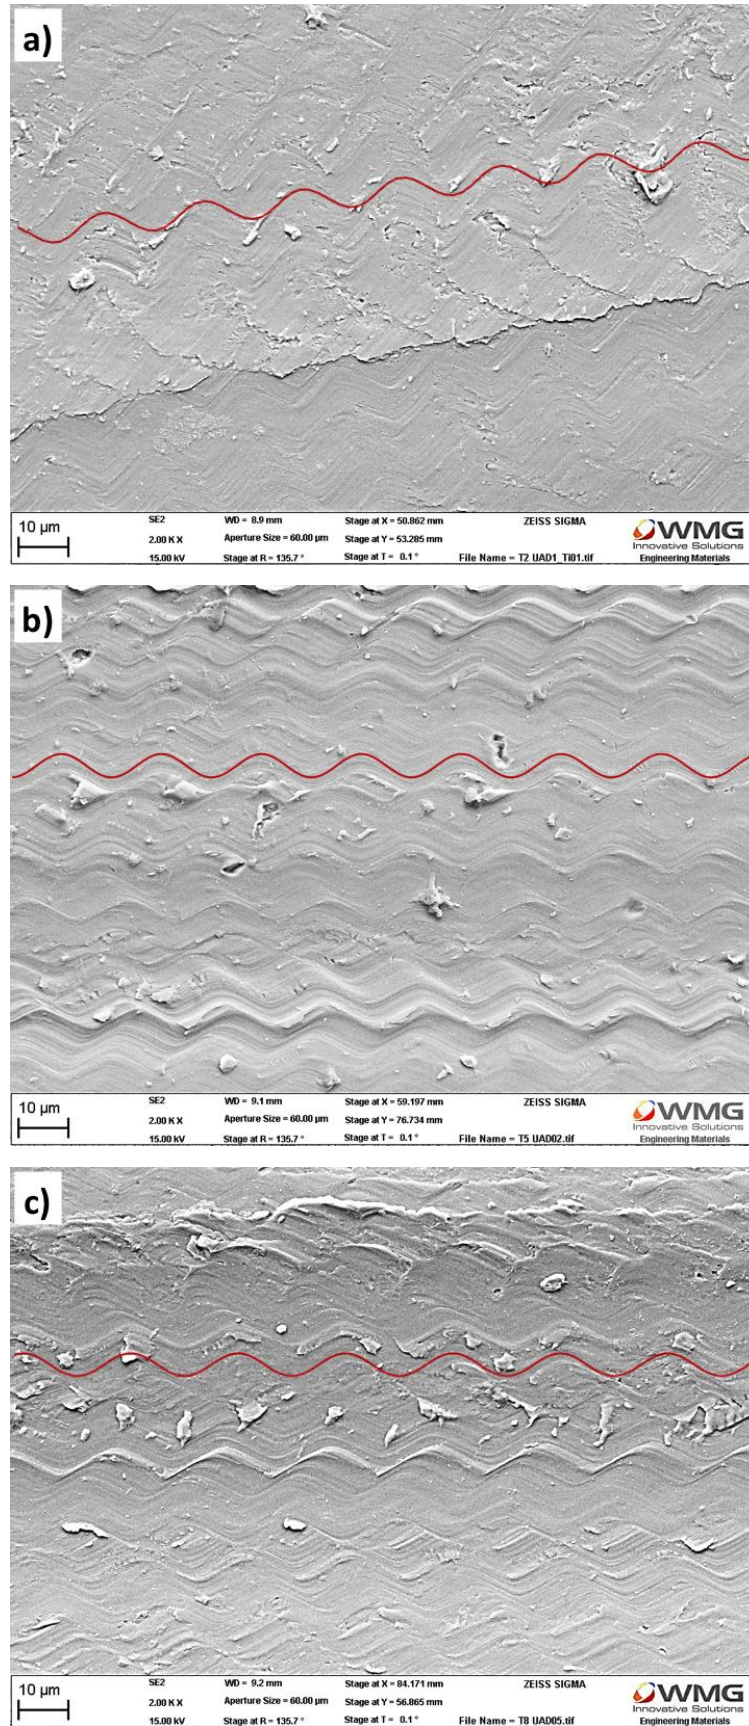 a)
10 µm
SE2
2.00 K X
15.00 kV
WD = 8.9 mm
Aperture Size = 60.00 µm
Stage at R = 135.7 °
Stage at X = 50.862 mm
Stage at Y = 53.285 mm
Stage at T = 0.1 °
ZEISS SIGMA
File Name = T2 UAD1_Ti01.tif
WMG
Innovative Solutions
Engineering Materials
b)
10 µm
SE2
2.00 K X
15.00 kV
WD = 9.1 mm
Aperture Size = 60.00 µm
Stage at R = 135.7 °
Stage at X = 59.197 mm
Stage at Y = 76.734 mm
Stage at T = 0.1 °
ZEISS SIGMA
File Name = T5 UAD02.tif
WMG
Innovative Solutions
Engineering Materials
c)
10 µm
SE2
2.00 K X
15.00 kV
WD = 9.2 mm
Aperture Size = 60.00 µm
Stage at R = 135.7 °
Stage at X = 84.171 mm
Stage at Y = 56.865 mm
Stage at T = 0.1 °
ZEISS SIGMA
File Name = T8 UAD05.tif
WMG
Innovative Solutions
Engineering Materials